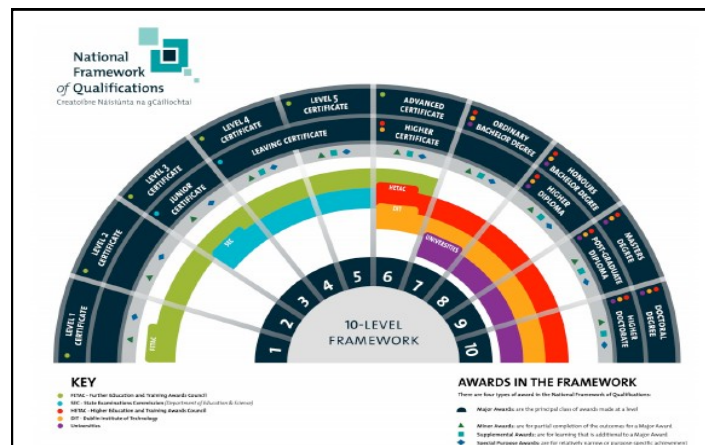 National
Framework
of Qualifications
Creatoibre Náisiúnta na gCáilíochtaí
LEVEL 1
CERTIFICATE
LEVEL 2
CERTIFICATE
LEVEL 3
CERTIFICATE
JUNIOR
CERTIFICATE
LEVEL 4
CERTIFICATE
LEVEL 5
CERTIFICATE
LEAVING CERTIFICATE
ADVANCED
CERTIFICATE
HIGHER
CERTIFICATE
ORDINARY
BACHELOR DEGREE
HONOURS
BACHELOR DEGREE
HIGHER
DIPLOMA
MASTERS
DEGREE
POST-GRADUATE
DIPLOMA
DOCTORAL
DEGREE
HIGHER
DOCTORATE
FETAC
SEC
HETAC
DIT
UNIVERSITIES
1
2
3
4
5
6
7
8
9
10
10-LEVEL
FRAMEWORK
KEY
FETAC - Further Education and Training Awards Council
SEC - State Examinations Commission (Department of Education & Science)
HETAC - Higher Education and Training Awards Council
DIT - Dublin Institute of Technology
Universities
AWARDS IN THE FRAMEWORK
There are four types of award in the National Framework of Qualifications:
Major Awards: are the principal class of awards made at a level
Minor Awards: are for partial completion of the outcomes for a Major Award
Supplemental Awards: are for learning that is additional to a Major Award
Special Purpose Awards: are for relatively narrow or purpose-specific achievement